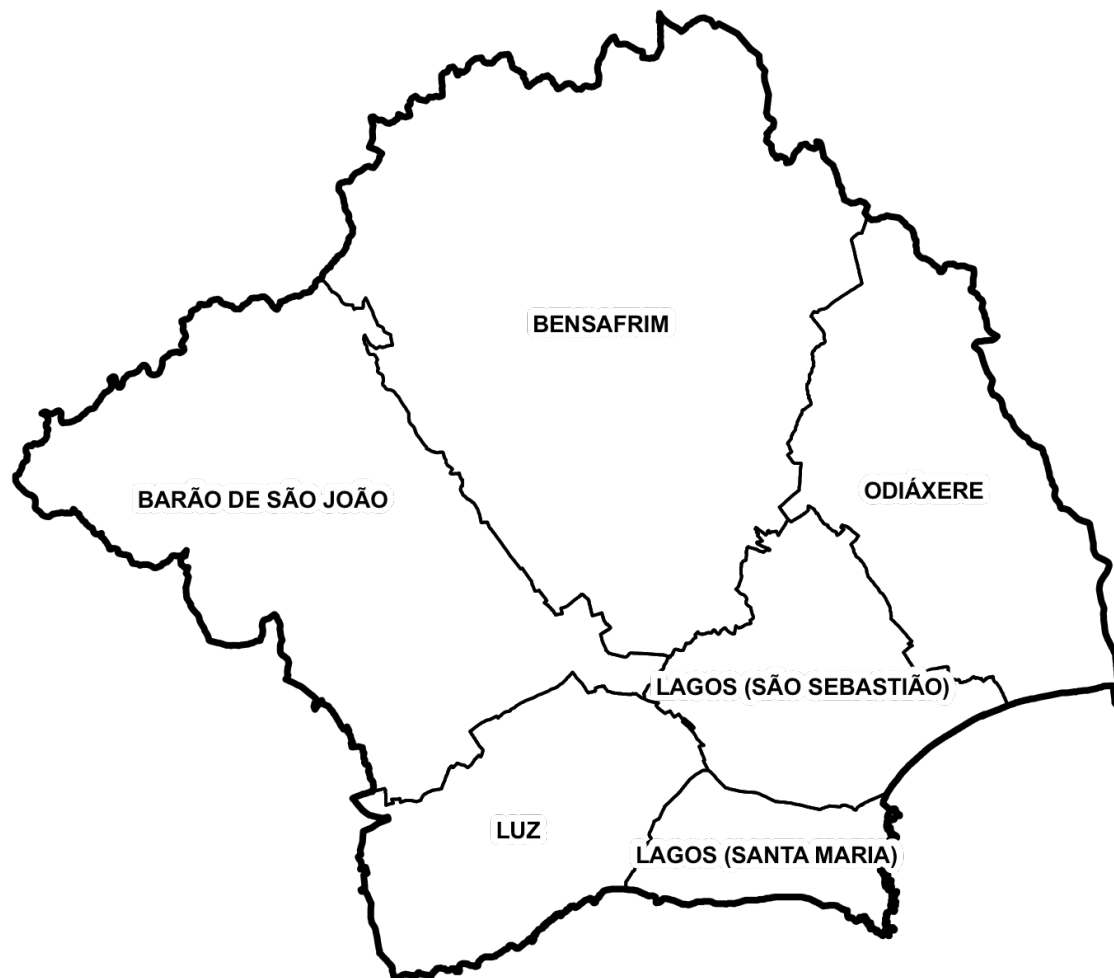 BENSAFRIM
BARÃO DE SÃO JOÃO
ODIÁXERE
LAGOS (SÃO SEBASTIÃO)
LUZ
LAGOS (SANTA MARIA)